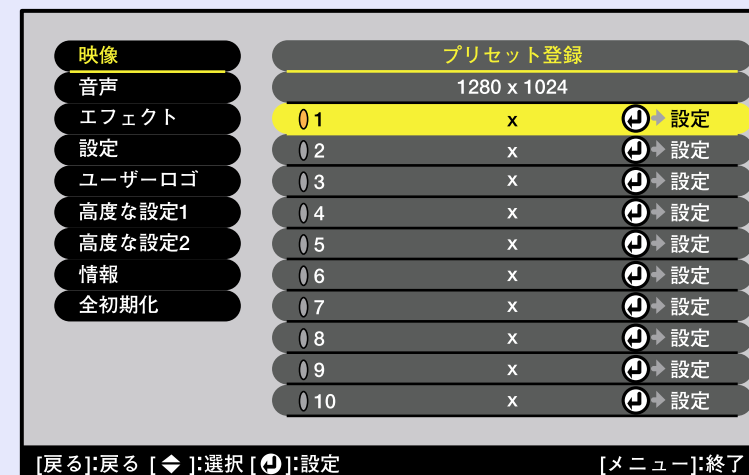 映像
音声
エフェクト
設定
ユーザーロゴ
高度な設定1
高度な設定2
情報
全初期化
プリセット登録
1280 x 1024
1 x 設定
2 x 設定
3 x 設定
4 x 設定
5 x 設定
6 x 設定
7 x 設定
8 x 設定
9 x 設定
10 x 設定
[戻る]:戻る [ ]:選択 [ ]:設定 [メニュー]:終了